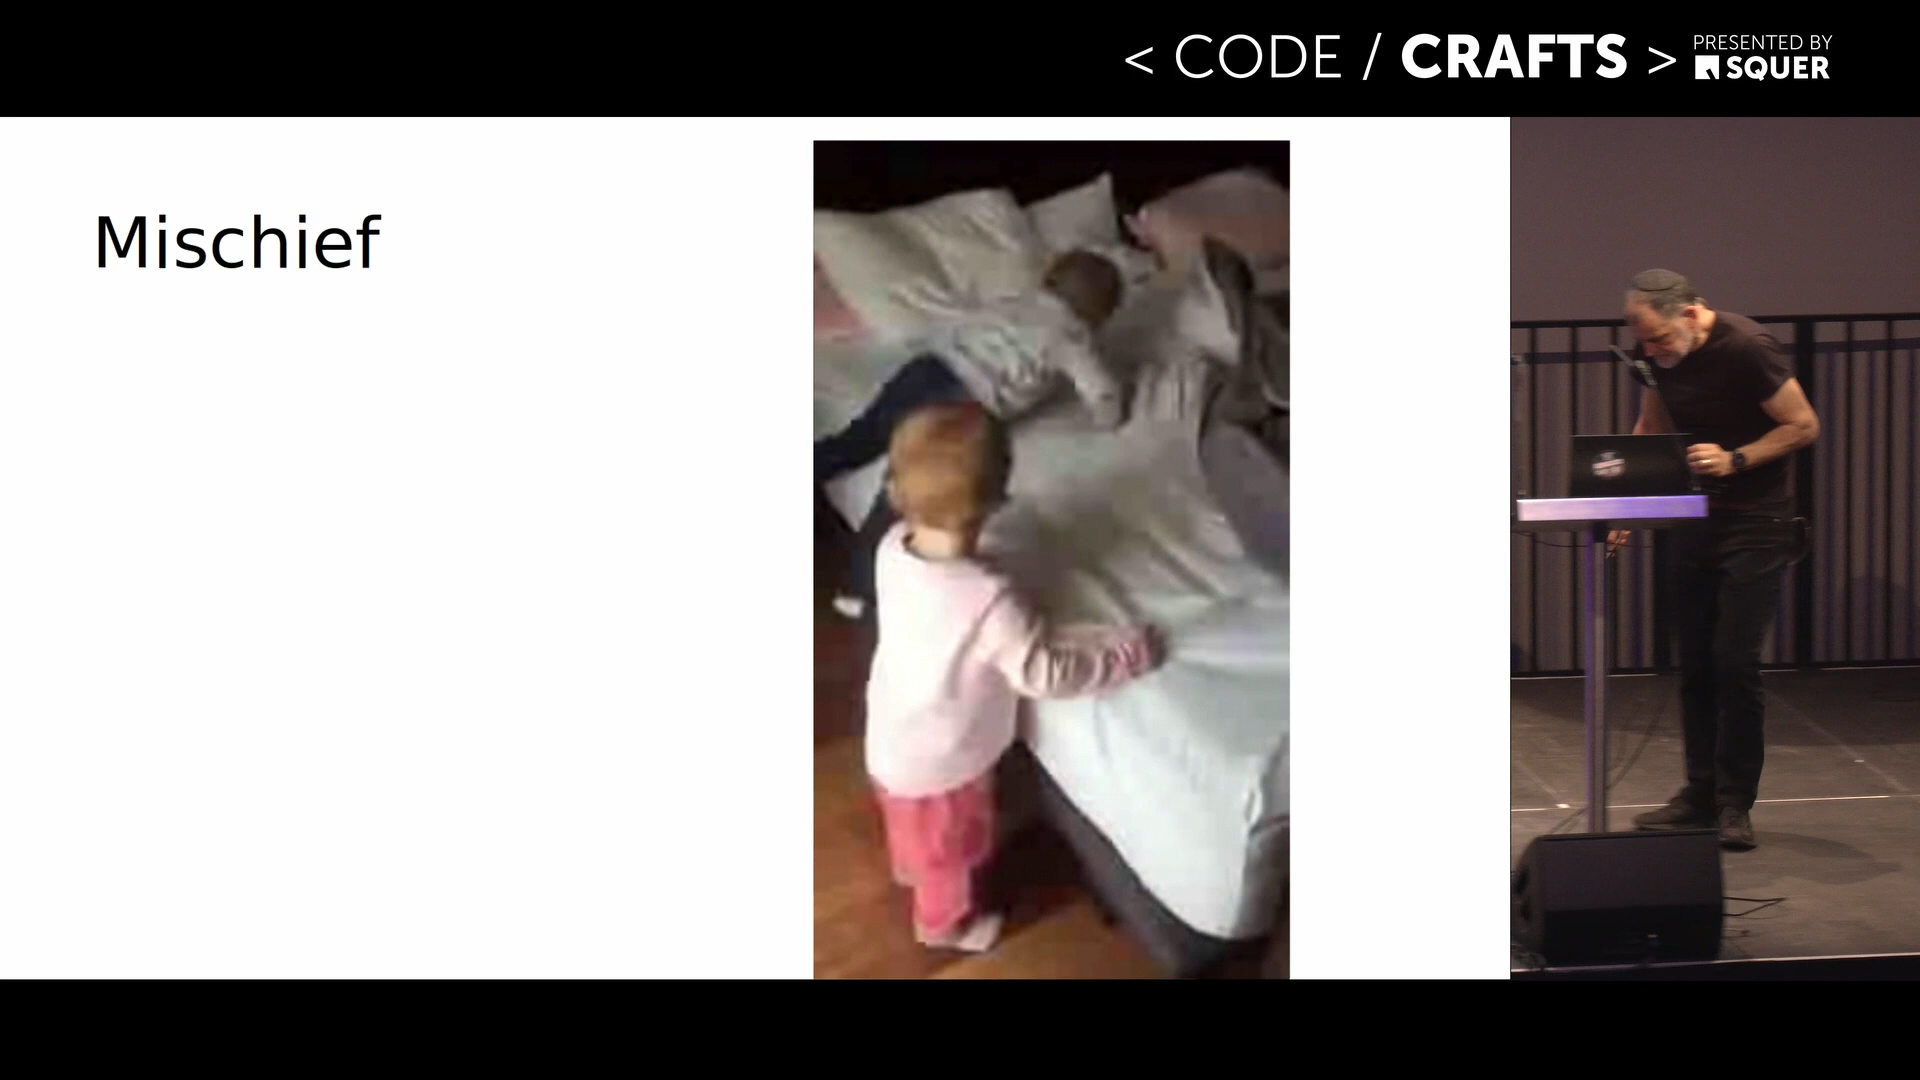 < CODE / CRAFTS >
PRESENTED BY
SQUER
Mischief